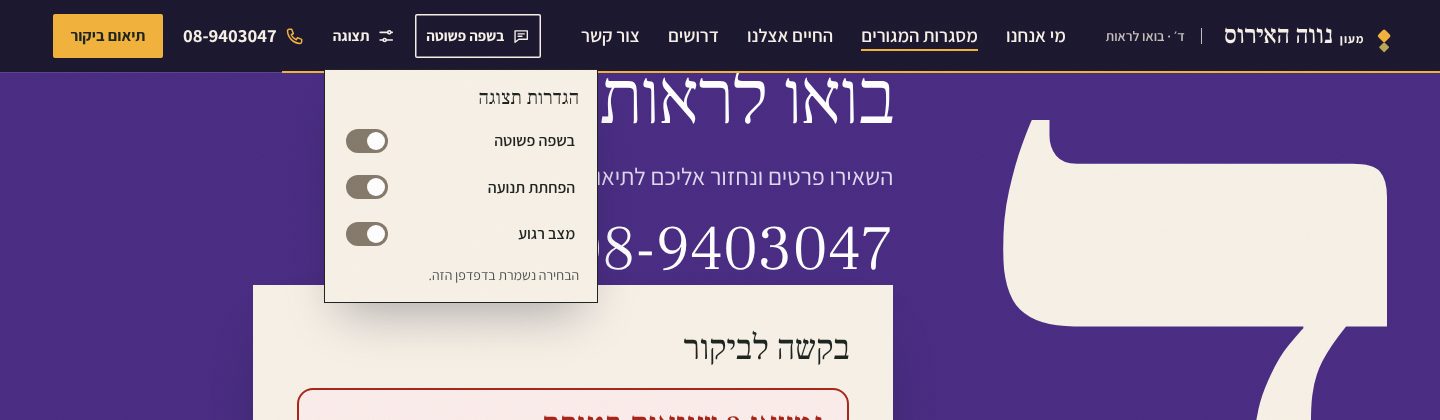 מעון נווה האירוס
ד׳ · בואו לראות
מי אנחנו
מסגרות המגורים
החיים אצלנו
דרושים
צור קשר
בשפה פשוטה
תצוגה
08-9403047
תיאום ביקור
ד
בואו לראות
השאירו פרטים ונחזור אליכם
8-9403047
הגדרות תצוגה
בשפה פשוטה
הפחתת תנועה
מצב רגוע
הבחירה נשמרת בדפדפן הזה.
בקשה לביקור